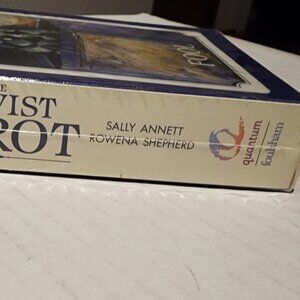 E
VIST
ROT
SALLY ANNETT
ROWENA SHEPHERD
quantum
foulsham